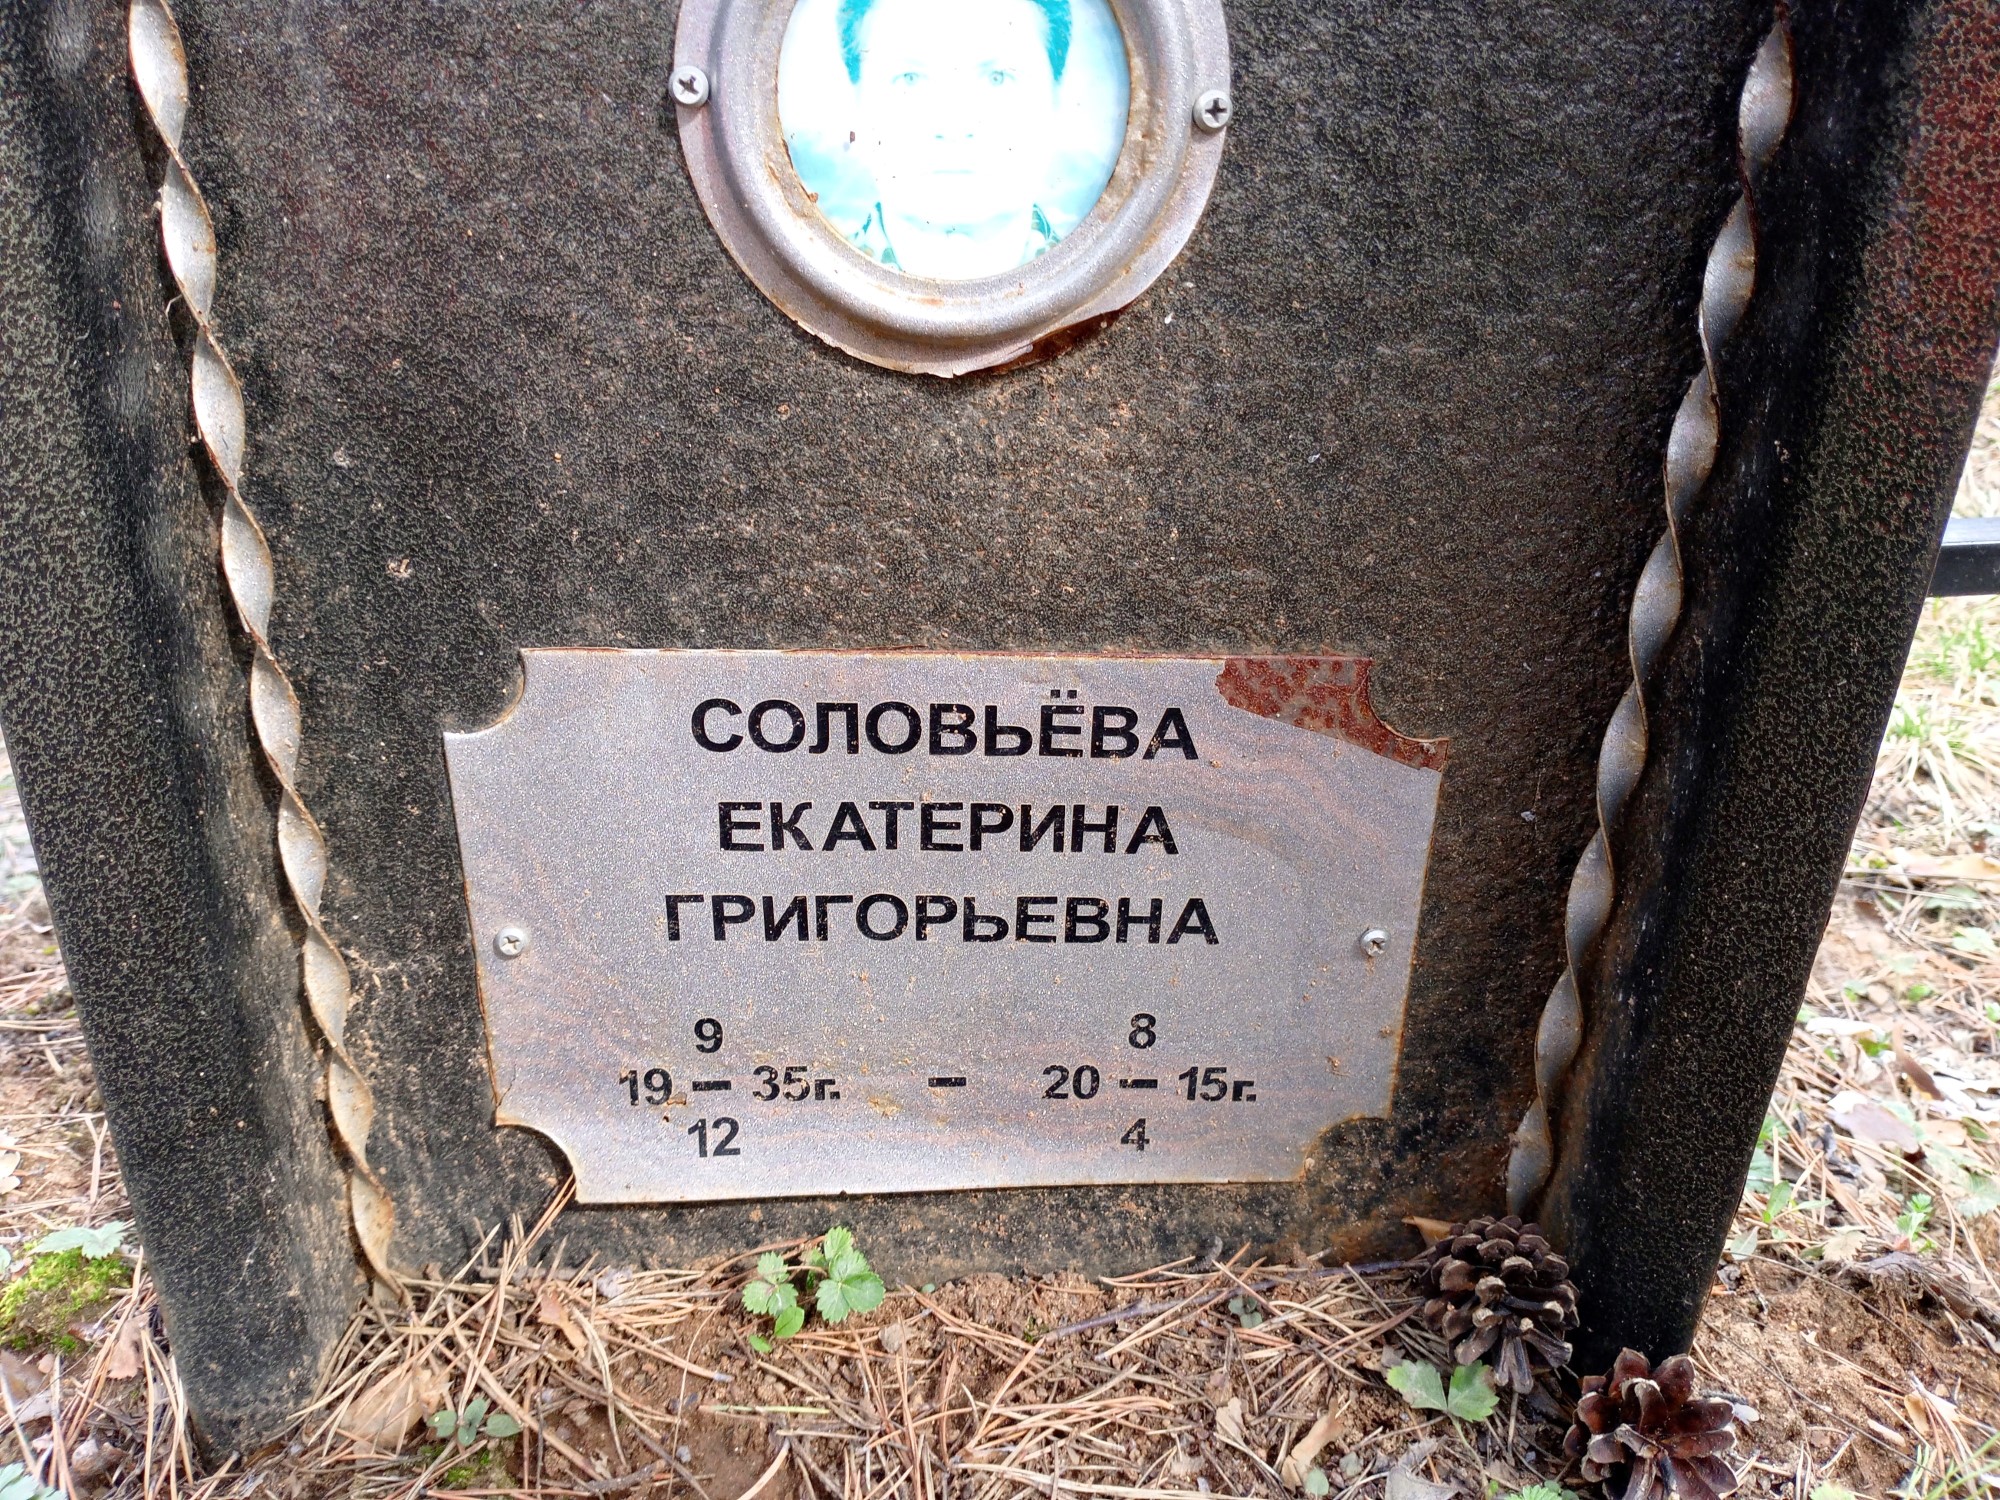 СОЛОВЬЁВА
ЕКАТЕРИНА
ГРИГОРЬЕВНА
9 8
19 — 35г. — 20 — 15г.
12 4